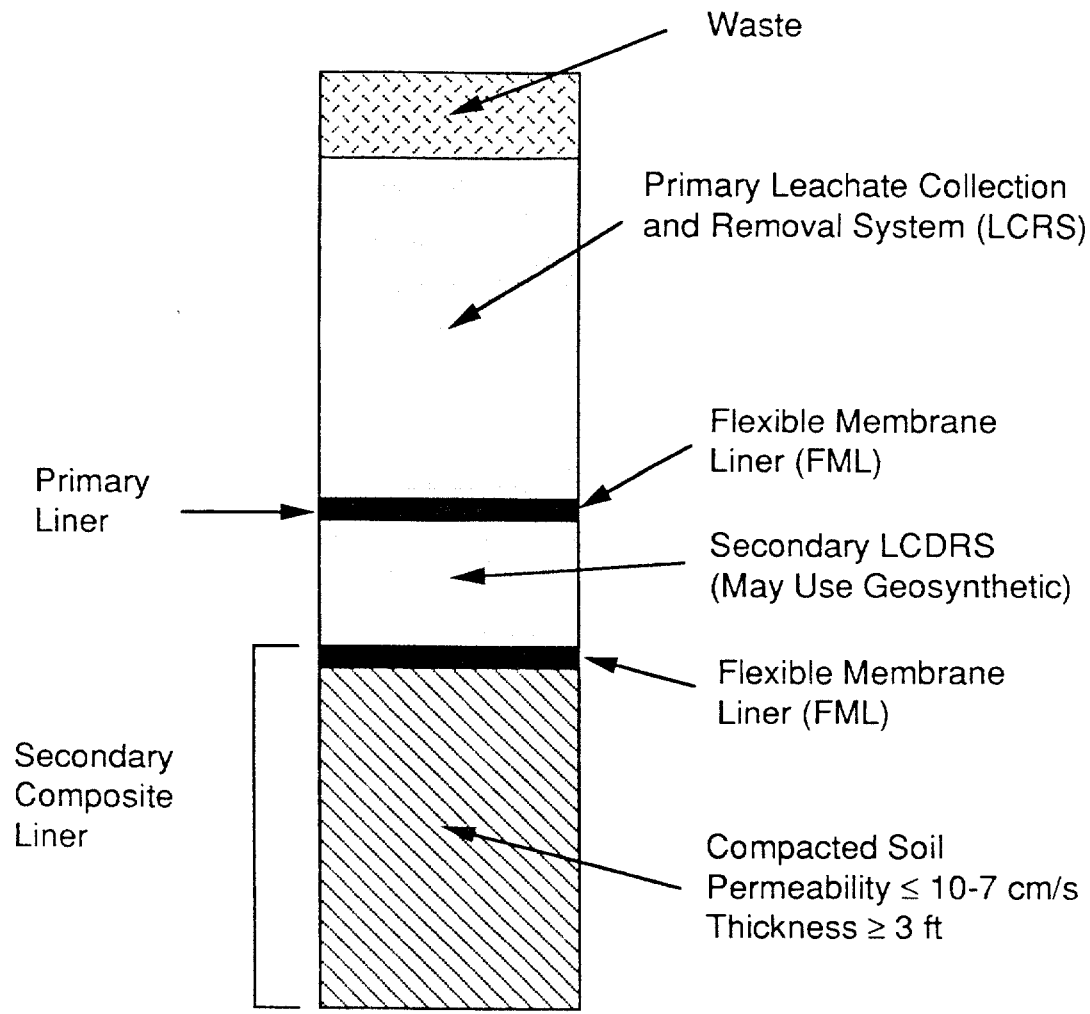 Waste
Primary Leachate Collection
and Removal System (LCRS)
Flexible Membrane
Liner (FML)
Primary
Liner
Secondary LCDRS
(May Use Geosynthetic)
Flexible Membrane
Liner (FML)
Secondary
Composite
Liner
Compacted Soil
Permeability ≤ 10-7 cm/s
Thickness ≥ 3 ft